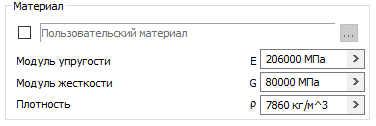 Материал
Пользовательский материал ...
Модуль упругости E 206000 МПа >
Модуль жесткости G 80000 МПа >
Плотность ρ 7860 кг/м^3 >